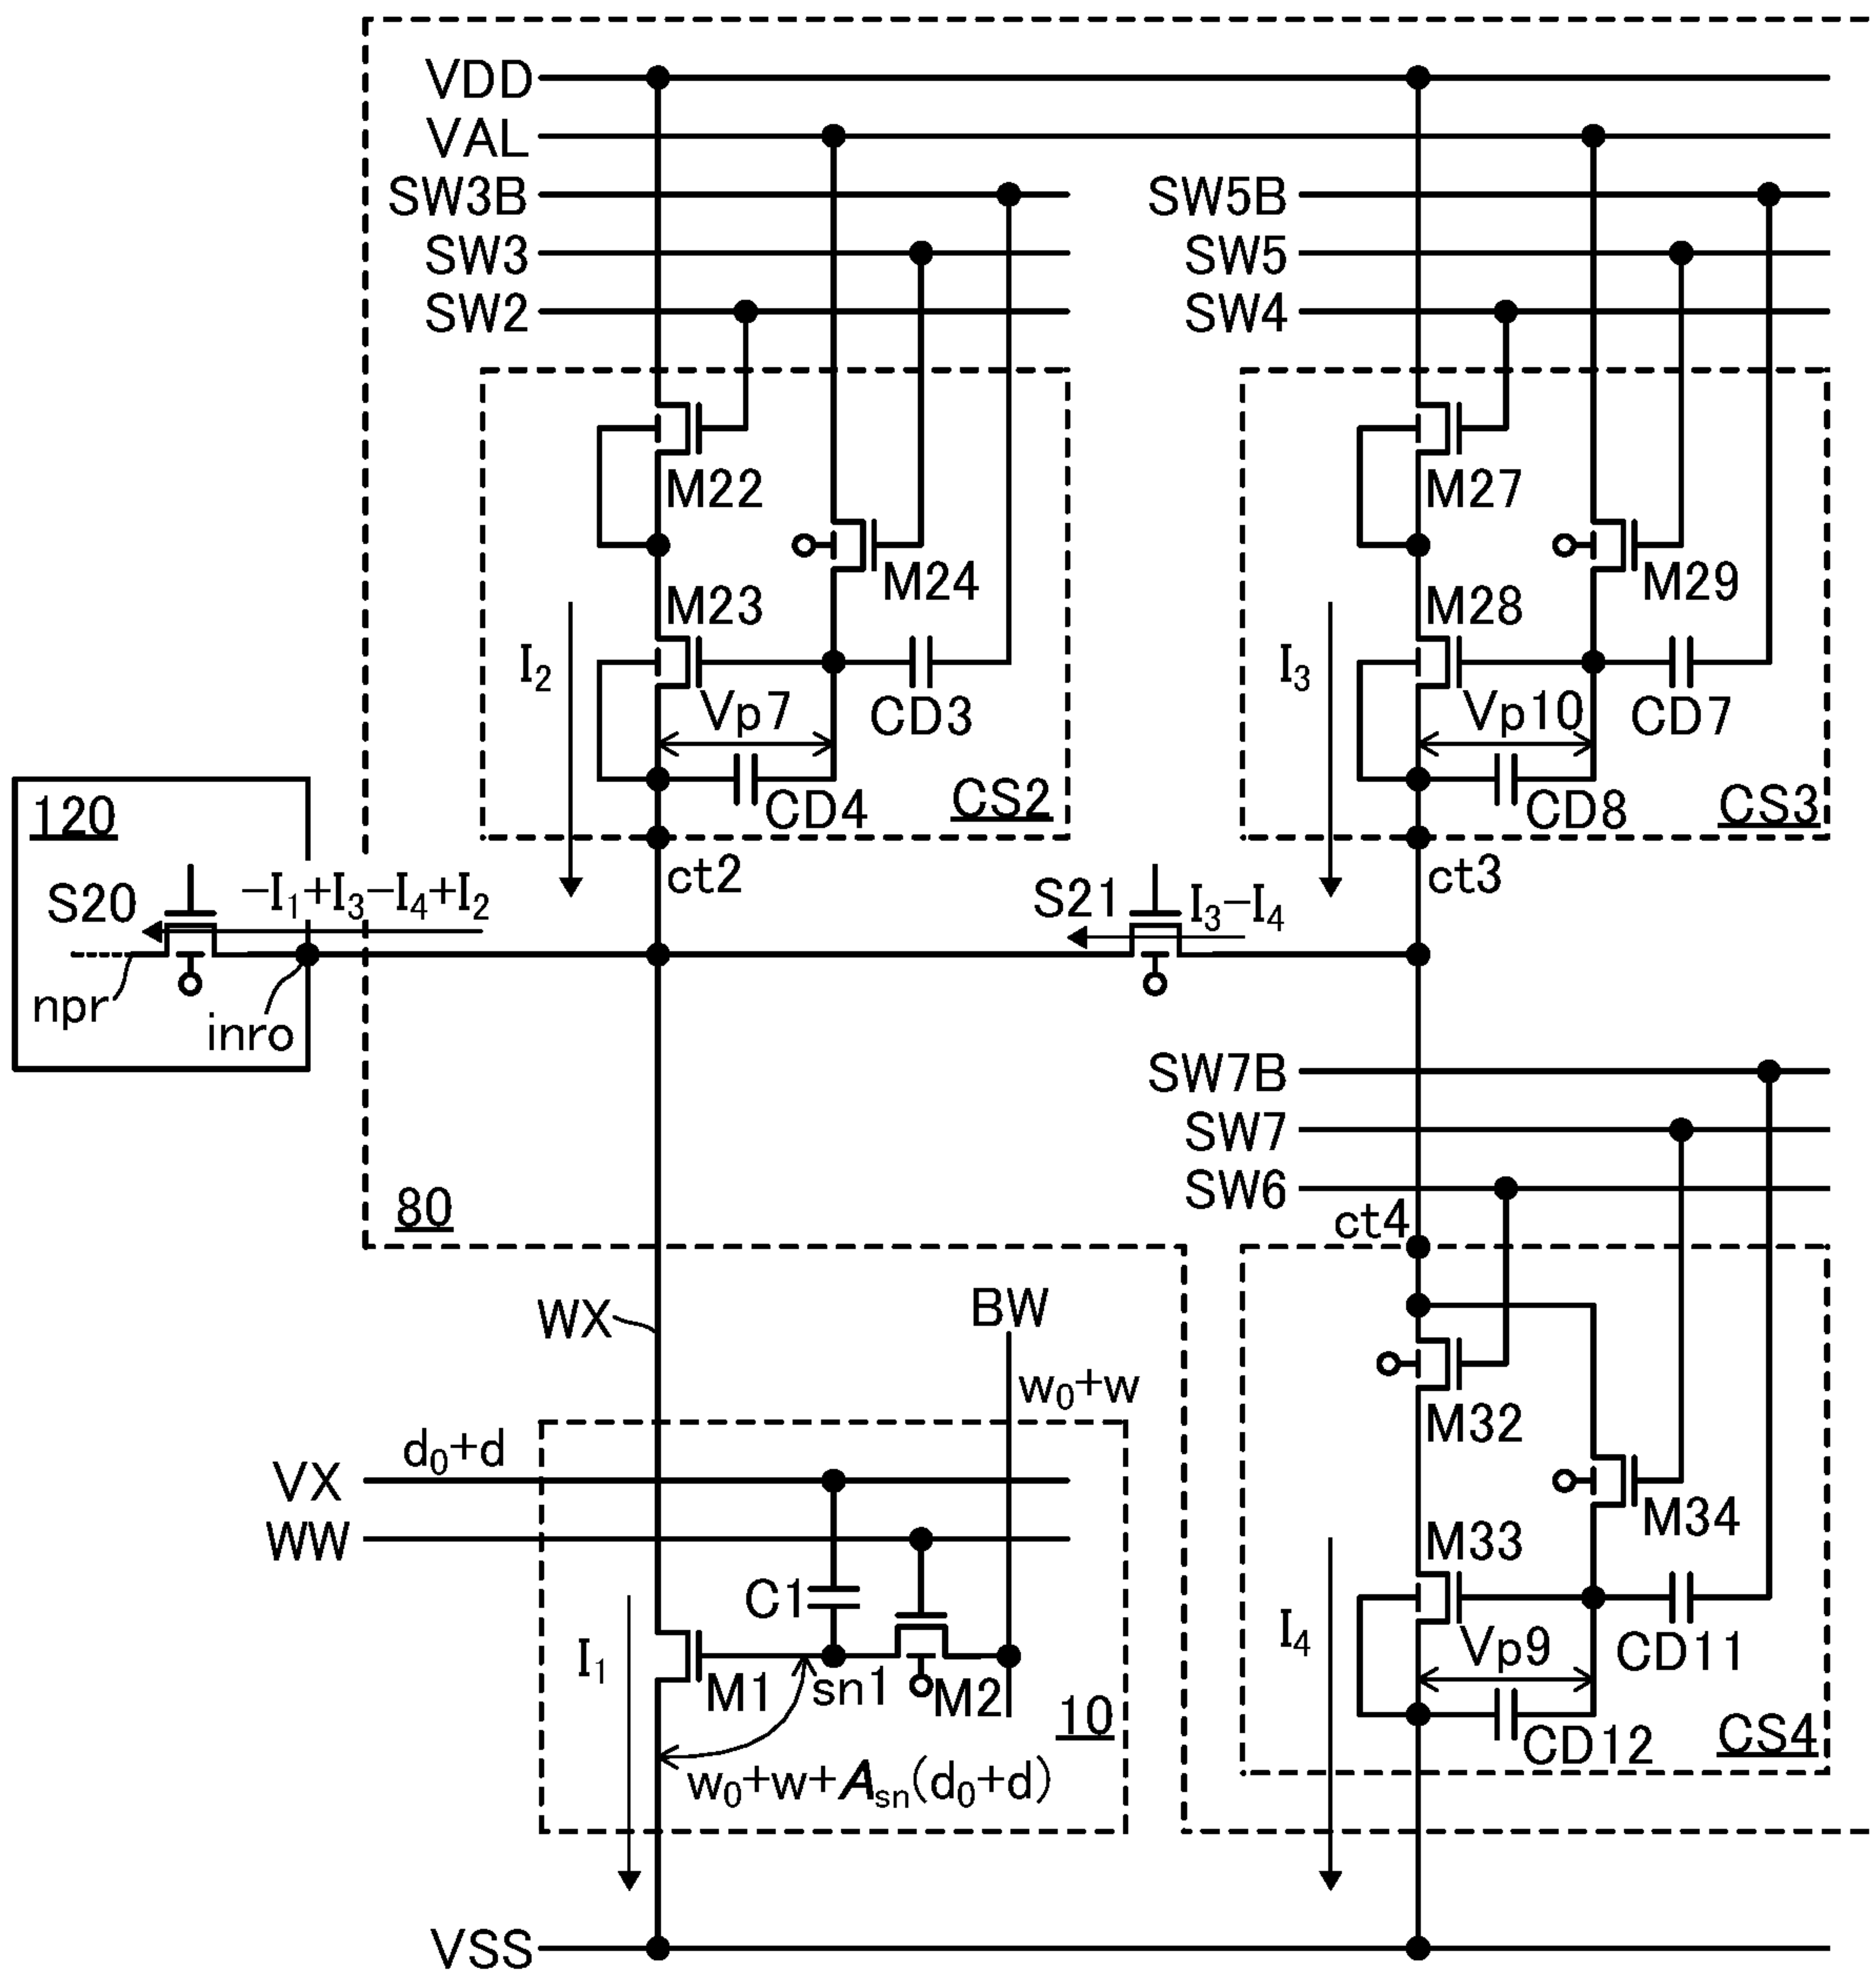 VDD
VAL
SW3B SW5B
SW3 SW5
SW2 SW4
M22 M27
M24 M29
M23 M28
I₂ I₃
Vp7 CD3 Vp10 CD7
CD4 CS2 CD8 CS3
120
ct2 ct3
S20 −I₁+I₃−I₄+I₂ S21 I₃−I₄
npr inro
SW7B
SW7
SW6
80 ct4
WX BW
w₀+w
M32
d₀+d
VX
WW M34
M33
C1
I₁ M1 sn1 M2 10
I₄ Vp9 CD11
CD12 CS4
w₀+w+Aₛₙ(d₀+d)
VSS